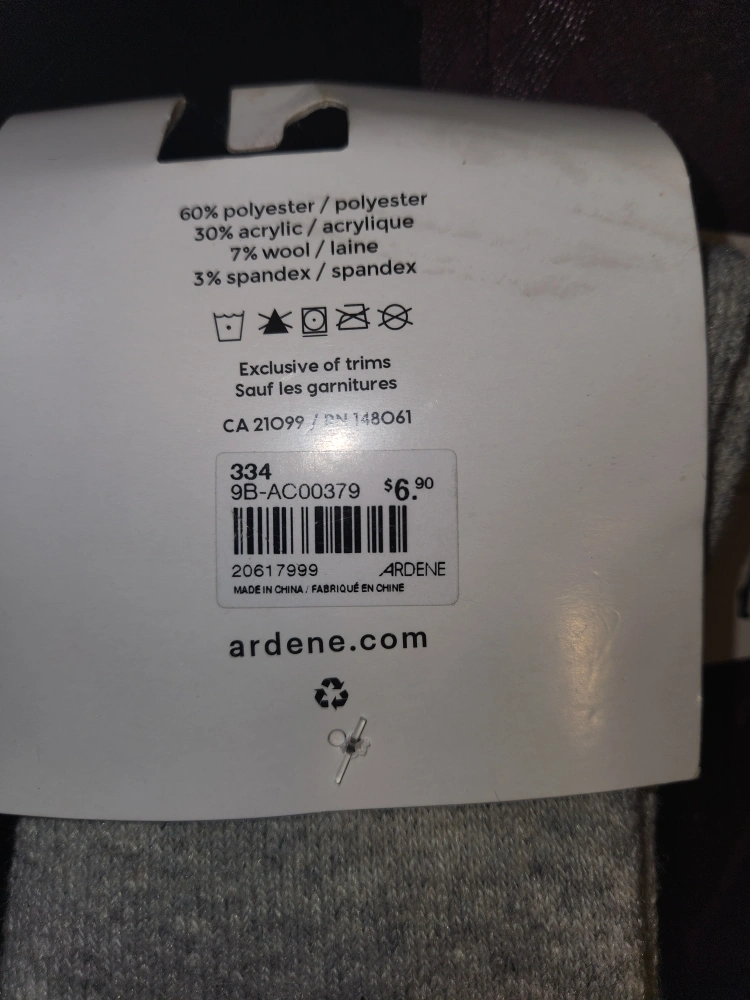 60% polyester / polyester
30% acrylic / acrylique
7% wool / laine
3% spandex / spandex
Exclusive of trims
Sauf les garnitures
CA 21099 / RN 148061
334
9B-AC00379 $6.90
20617999 ARDENE
MADE IN CHINA / FABRIQUÉ EN CHINE
ardene.com